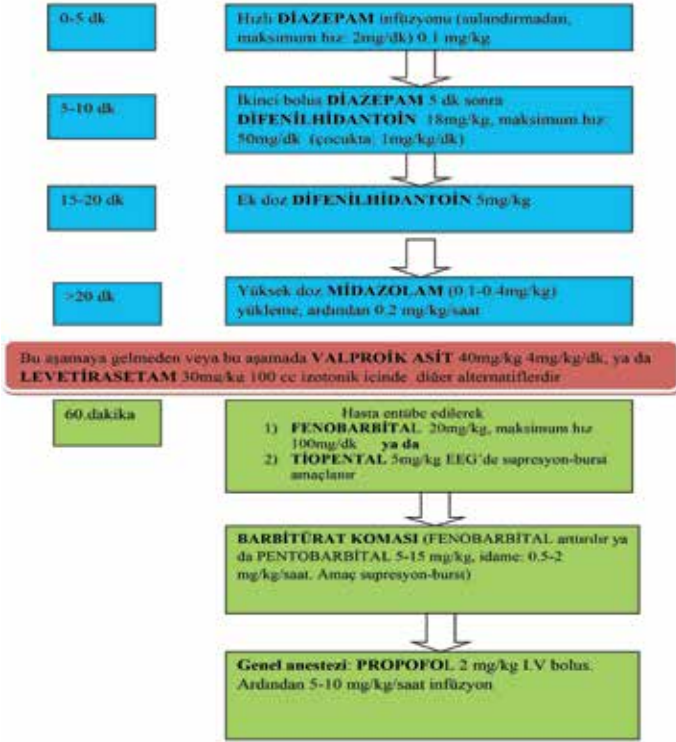 0-5 dk
Hızlı DİAZEPAM infüzyonu (sulandırmadan,
maksimum hız: 2mg/dk) 0.1 mg/kg
5-10 dk
İkinci bolus DİAZEPAM 5 dk sonra
DİFENİLHİDANTOİN 18mg/kg, maksimum hız:
50mg/dk (çocukta: 1mg/kg/dk)
15-20 dk
Ek doz DİFENİLHİDANTOİN 5mg/kg
>20 dk
Yüksek doz MİDAZOLAM (0.1-0.4mg/kg)
yükleme, ardından 0.2 mg/kg/saat
Bu aşamaya gelmeden veya bu aşamada VALPROİK ASİT 40mg/kg 4mg/kg/dk, ya da
LEVETİRASETAM 30mg/kg 100 cc izotonik içinde diğer alternatiflerdir
60.dakika
Hasta entübe edilerek
1) FENOBARBİTAL 20mg/kg, maksimum hız
100mg/dk ya da
2) TİOPENTAL 5mg/kg EEG'de supresyon-burst
amaçlanır
BARBİTÜRAT KOMASI (FENOBARBİTAL arttırılır ya
da PENTOBARBİTAL 5-15 mg/kg, idame: 0.5-2
mg/kg/saat. Amaç supresyon-burst)
Genel anestezi: PROPOFOL 2 mg/kg I.V bolus.
Ardından 5-10 mg/kg/saat infüzyon